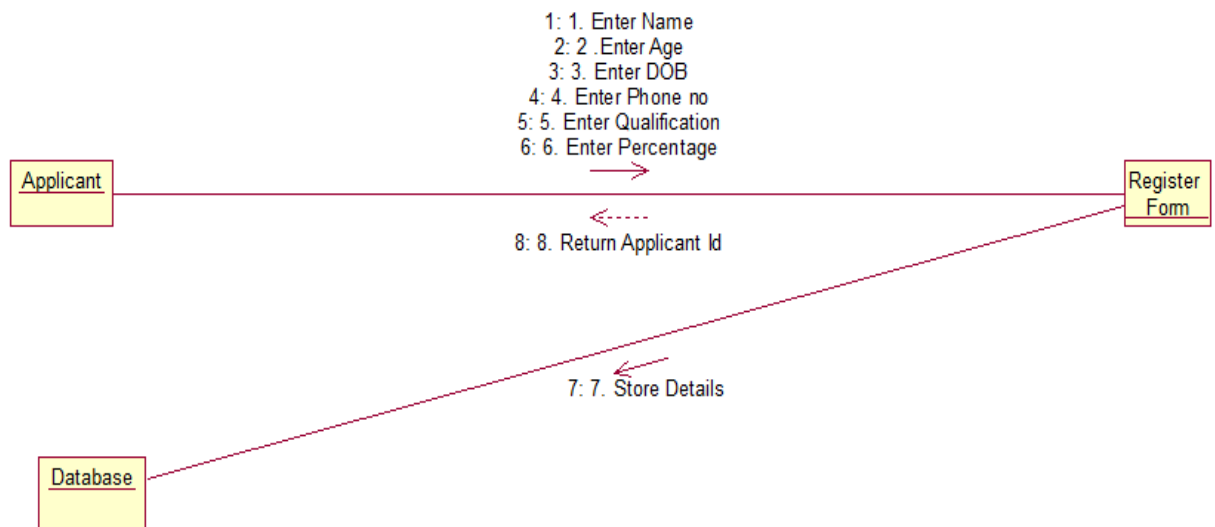 1: 1. Enter Name
2: 2 .Enter Age
3: 3. Enter DOB
4: 4. Enter Phone no
5: 5. Enter Qualification
6: 6. Enter Percentage
Applicant
Register
Form
8: 8. Return Applicant Id
7: 7. Store Details
Database